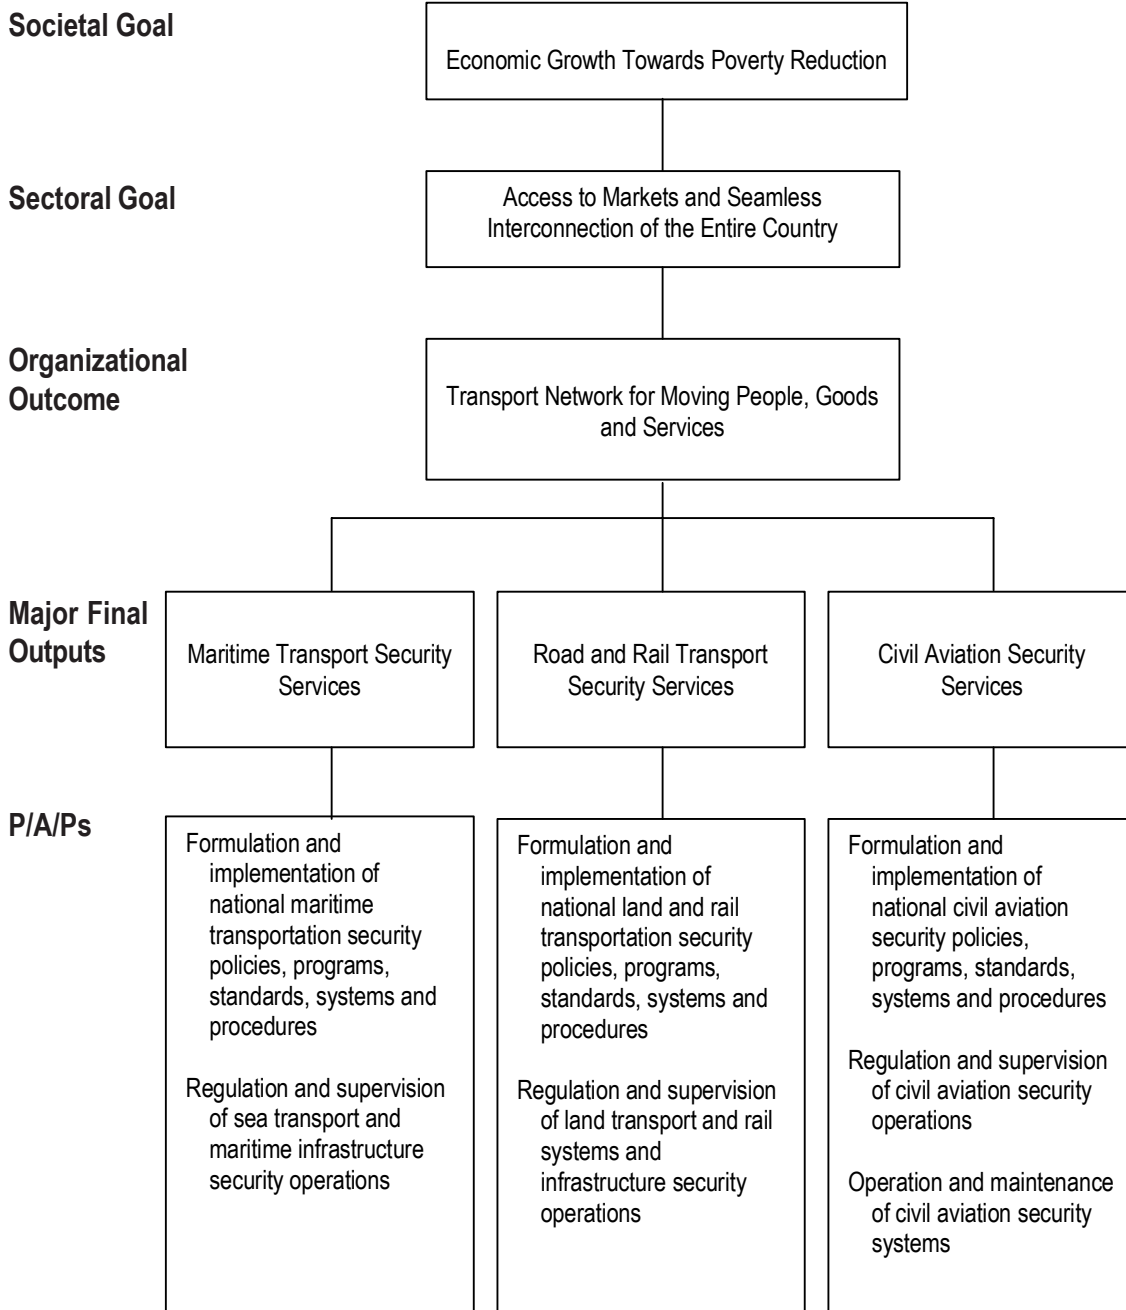 Societal Goal
Economic Growth Towards Poverty Reduction
Sectoral Goal
Access to Markets and Seamless
Interconnection of the Entire Country
Organizational
Outcome
Transport Network for Moving People, Goods
and Services
Major Final
Outputs
Maritime Transport Security
Services
Road and Rail Transport
Security Services
Civil Aviation Security
Services
P/A/Ps
Formulation and
implementation of
national maritime
transportation security
policies, programs,
standards, systems and
procedures
Regulation and supervision
of sea transport and
maritime infrastructure
security operations
Formulation and
implementation of
national land and rail
transportation security
policies, programs,
standards, systems and
procedures
Regulation and supervision
of land transport and rail
systems and
infrastructure security
operations
Formulation and
implementation of
national civil aviation
security policies,
programs, standards,
systems and procedures
Regulation and supervision
of civil aviation security
operations
Operation and maintenance
of civil aviation security
systems